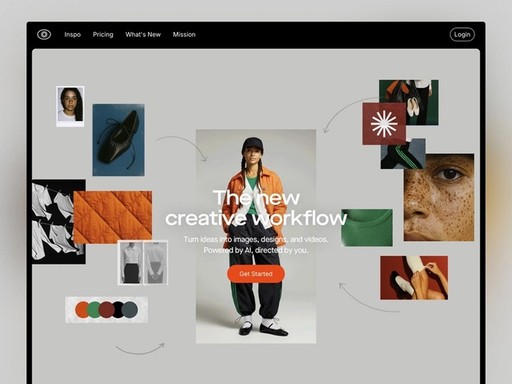 Inspo
Pricing
What's New
Mission
Login
The new
creative workflow
Turn ideas into images, designs, and videos.
Powered by AI, directed by you.
Get Started